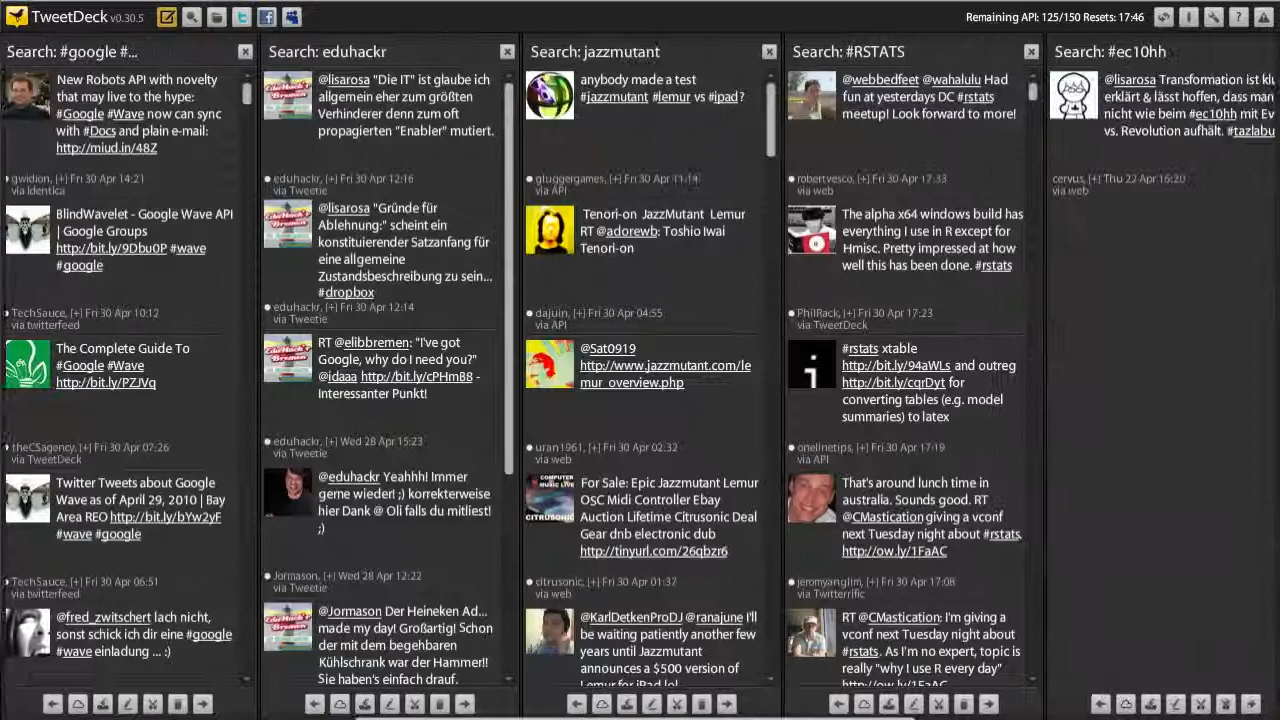 TweetDeck v0.30.5
Remaining API: 125/150 Resets: 17:46
Search: #google #...
New Robots API with novelty
that may live to the hype:
#Google #Wave now can sync
with #Docs and plain e-mail:
http://miud.in/48Z
gwidion, [+] Fri 30 Apr 14:21
via Identica
BlindWavelet - Google Wave API
| Google Groups
http://bit.ly/9Dbu0P #wave
#google
TechSauce, [+] Fri 30 Apr 10:12
via twitterfeed
The Complete Guide To
#Google #Wave
http://bit.ly/PZJVq
theCSagency, [+] Fri 30 Apr 07:26
via TweetDeck
Twitter Tweets about Google
Wave as of April 29, 2010 | Bay
Area REO http://bit.ly/bYw2yF
#wave #google
TechSauce, [+] Fri 30 Apr 06:51
via twitterfeed
@fred_zwitschert lach nicht,
sonst schick ich dir eine #google
#wave einladung ... :)
Search: eduhackr
@lisarosa "Die IT" ist glaube ich
allgemein eher zum größten
Verhinderer denn zum oft
propagierten "Enabler" mutiert.
eduhackr, [+] Fri 30 Apr 12:16
via Tweetie
@lisarosa "Gründe für
Ablehnung:" scheint ein
konstituierender Satzanfang für
eine allgemeine
Zustandsbeschreibung zu sein...
#dropbox
eduhackr, [+] Fri 30 Apr 12:14
via Tweetie
RT @elibbremen: "I've got
Google, why do I need you?"
@idaaa http://bit.ly/cPHmB8 -
Interessanter Punkt!
eduhackr, [+] Wed 28 Apr 15:23
via Tweetie
@eduhackr Yeahhh! Immer
gerne wieder! ;) korrekterweise
hier Dank @ Oli falls du mitliest!
;)
Jormason, [+] Wed 28 Apr 12:22
via Tweetie
@Jormason Der Heineken Ad...
made my day! Großartig! Schon
der mit dem begehbaren
Kühlschrank war der Hammer!!
Sie haben's einfach drauf.
Search: jazzmutant
anybody made a test
#jazzmutant #lemur vs #ipad?
gluggergames, [+] Fri 30 Apr 11:14
via API
Tenori-on JazzMutant Lemur
RT @adorewb: Toshio Iwai
Tenori-on
dajuin, [+] Fri 30 Apr 04:55
via API
@Sat0919
http://www.jazzmutant.com/le
mur_overview.php
uran1961, [+] Fri 30 Apr 02:32
via web
For Sale: Epic Jazzmutant Lemur
OSC Midi Controller Ebay
Auction Lifetime Citrusonic Deal
Gear dnb electronic dub
http://tinyurl.com/26qbzr6
citrusonic, [+] Fri 30 Apr 01:37
via web
@KarlDetkenProDJ @ranajune I'll
be waiting patiently another few
years until Jazzmutant
announces a $500 version of
Lemur for iPad lol
Search: #RSTATS
@webbedfeet @wahalulu Had
fun at yesterdays DC #rstats
meetup! Look forward to more!
robertvesco, [+] Fri 30 Apr 17:33
via web
The alpha x64 windows build has
everything I use in R except for
Hmisc. Pretty impressed at how
well this has been done. #rstats
PhilRack, [+] Fri 30 Apr 17:23
via TweetDeck
#rstats xtable
http://bit.ly/94aWLs and outreg
http://bit.ly/cqrDyt for
converting tables (e.g. model
summaries) to latex
onelinetips, [+] Fri 30 Apr 17:19
via API
That's around lunch time in
australia. Sounds good. RT
@CMastication giving a vconf
next Tuesday night about #rstats.
http://ow.ly/1FaAC
jeromyanglim, [+] Fri 30 Apr 17:08
via Twitterrific
RT @CMastication: I'm giving a
vconf next Tuesday night about
#rstats. As I'm no expert, topic is
really "why I use R every day"
http://ow.ly/1FaAC
Search: #ec10hh
@lisarosa Transformation ist klu
erklärt & lässt hoffen, dass man
nicht wie beim #ec10hh mit Ev
vs. Revolution aufhält. #tazlabu
cervus, [+] Thu 22 Apr 16:20
via web